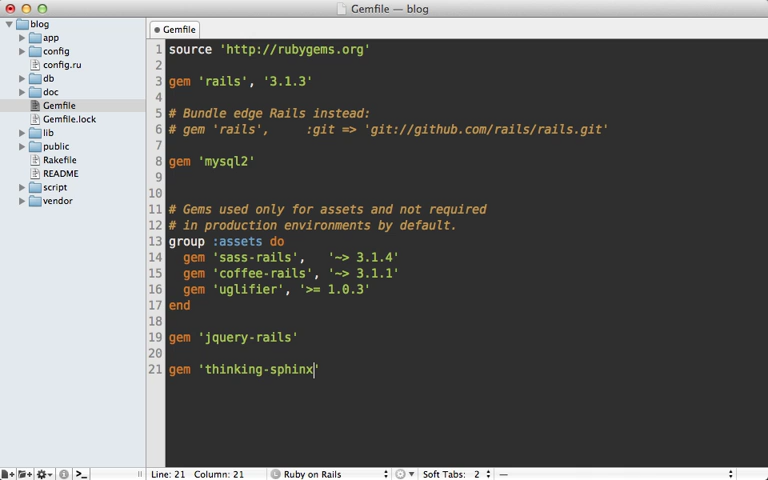 Gemfile — blog
blog
app
config
config.ru
db
doc
Gemfile
Gemfile.lock
lib
public
Rakefile
README
script
vendor
Gemfile
1 source 'http://rubygems.org'
2
3 gem 'rails', '3.1.3'
4
5 # Bundle edge Rails instead:
6 # gem 'rails',     :git => 'git://github.com/rails/rails.git'
7
8 gem 'mysql2'
9
10
11 # Gems used only for assets and not required
12 # in production environments by default.
13 group :assets do
14   gem 'sass-rails',   '~> 3.1.4'
15   gem 'coffee-rails', '~> 3.1.1'
16   gem 'uglifier', '>= 1.0.3'
17 end
18
19 gem 'jquery-rails'
20
21 gem 'thinking-sphinx'
Line: 21 Column: 21 L Ruby on Rails Soft Tabs: 2 —